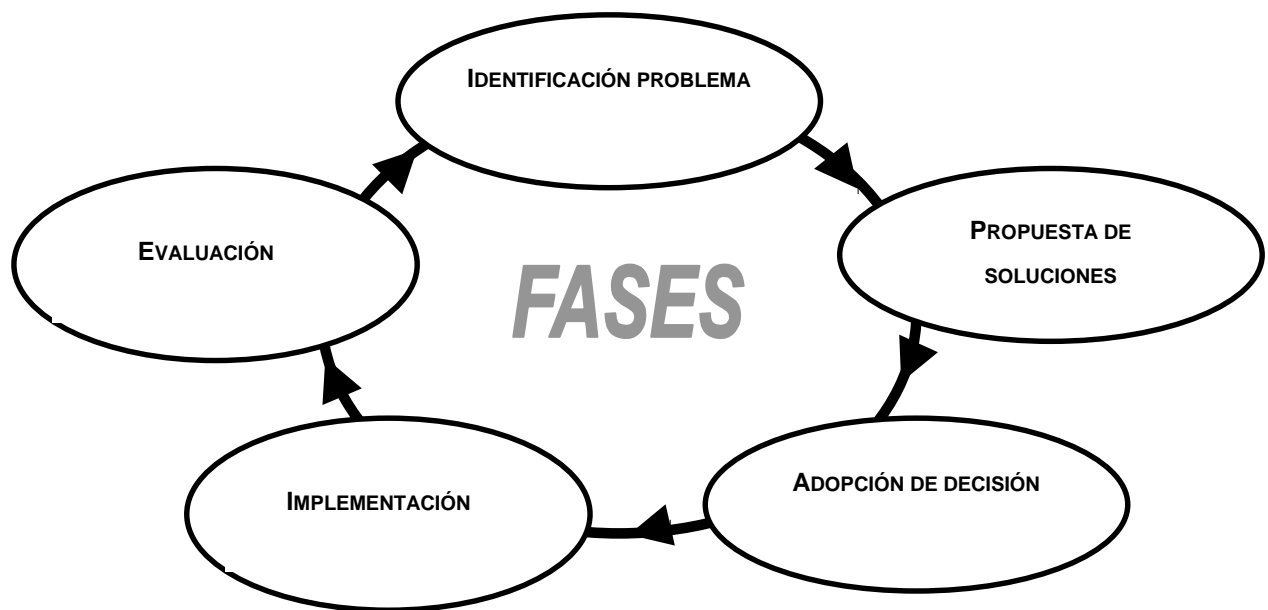 IDENTIFICACIÓN PROBLEMA
PROPUESTA DE
SOLUCIONES
EVALUACIÓN
FASES
ADOPCIÓN DE DECISIÓN
IMPLEMENTACIÓN